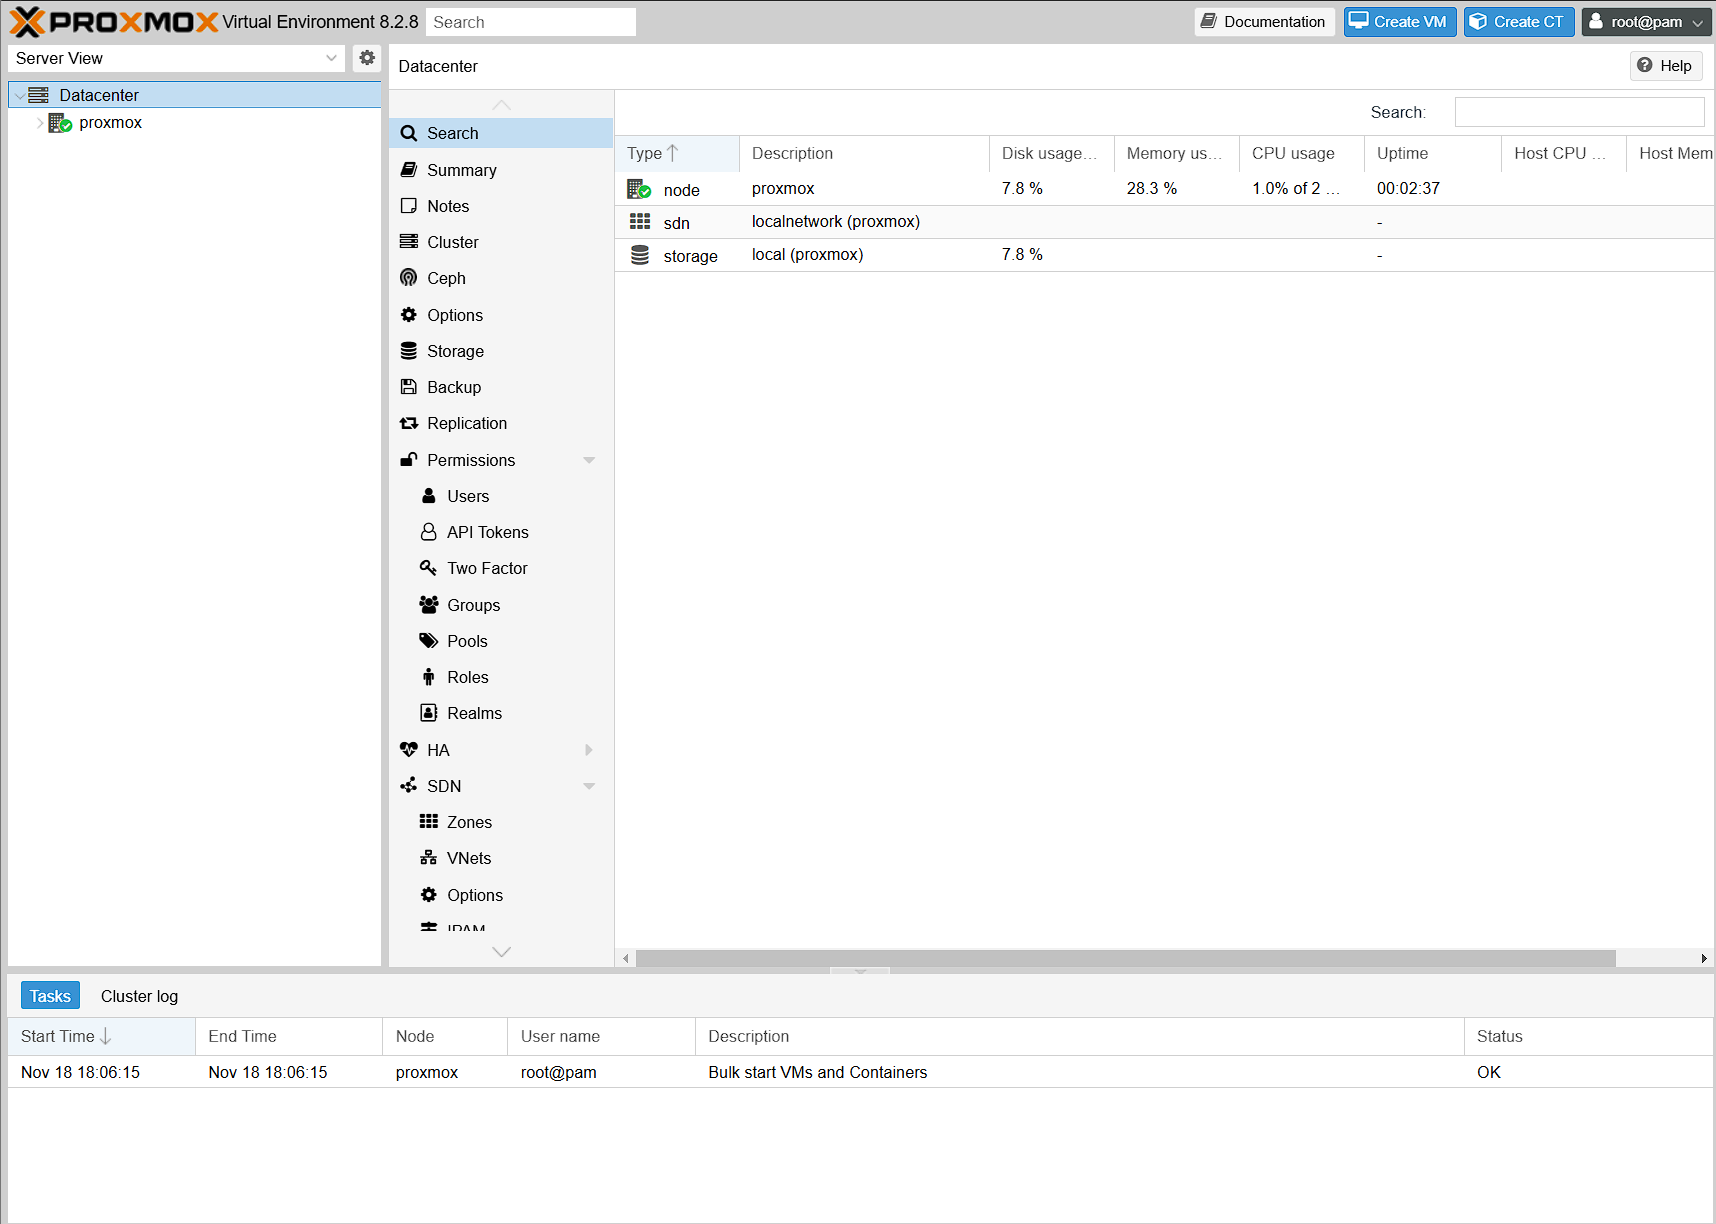 PROXMOX Virtual Environment 8.2.8 Search Documentation Create VM Create CT root@pam
Server View
Datacenter
proxmox
Datacenter Help
Search
Summary
Notes
Cluster
Ceph
Options
Storage
Backup
Replication
Permissions
Users
API Tokens
Two Factor
Groups
Pools
Roles
Realms
HA
SDN
Zones
VNets
Options
IPAM
Search:
Type Description Disk usage... Memory us... CPU usage Uptime Host CPU ... Host Mem
node proxmox 7.8 % 28.3 % 1.0% of 2 ... 00:02:37
sdn localnetwork (proxmox) -
storage local (proxmox) 7.8 % -
Tasks Cluster log
Start Time End Time Node User name Description Status
Nov 18 18:06:15 Nov 18 18:06:15 proxmox root@pam Bulk start VMs and Containers OK